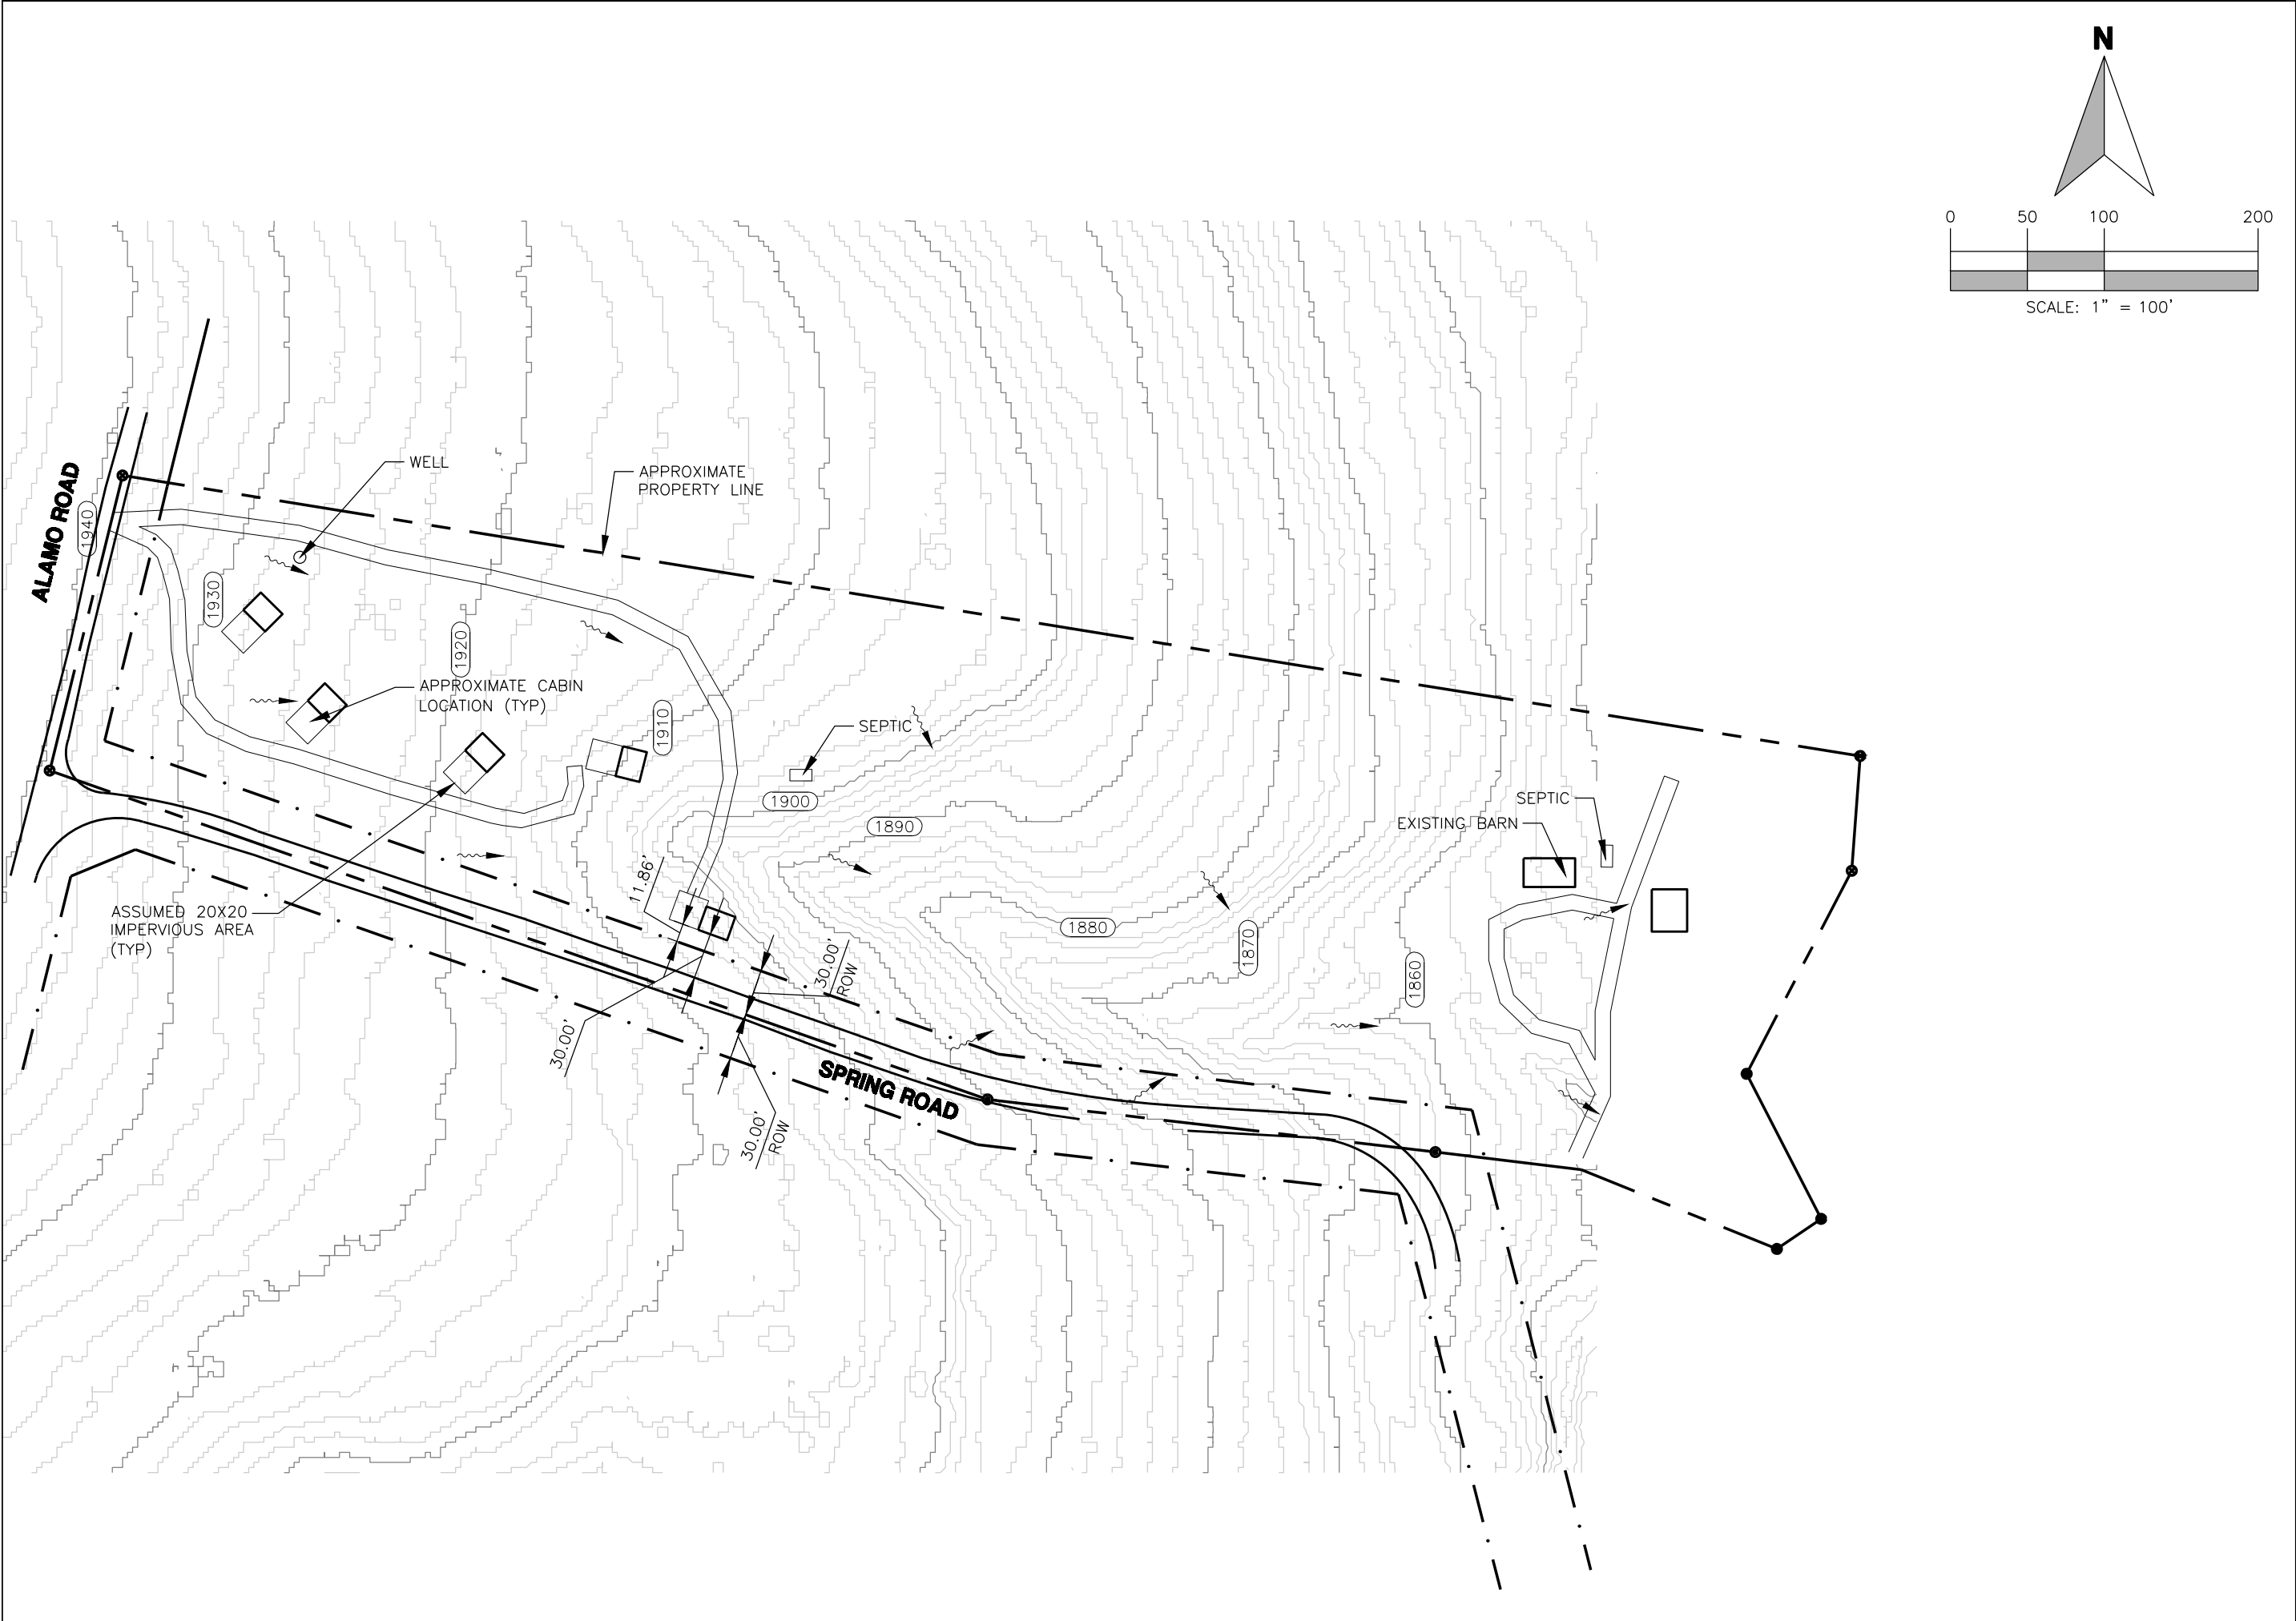 N
0 50 100 200
SCALE: 1" = 100'
WELL
APPROXIMATE
PROPERTY LINE
ALAMO ROAD
1940
1930
1920
APPROXIMATE CABIN
LOCATION (TYP)
1910
SEPTIC
1900
1890
SEPTIC
EXISTING BARN
11.86'
ASSUMED 20X20
IMPERVIOUS AREA
(TYP)
1880
1870
1860
30.00'
ROW
30.00'
SPRING ROAD
30.00'
ROW